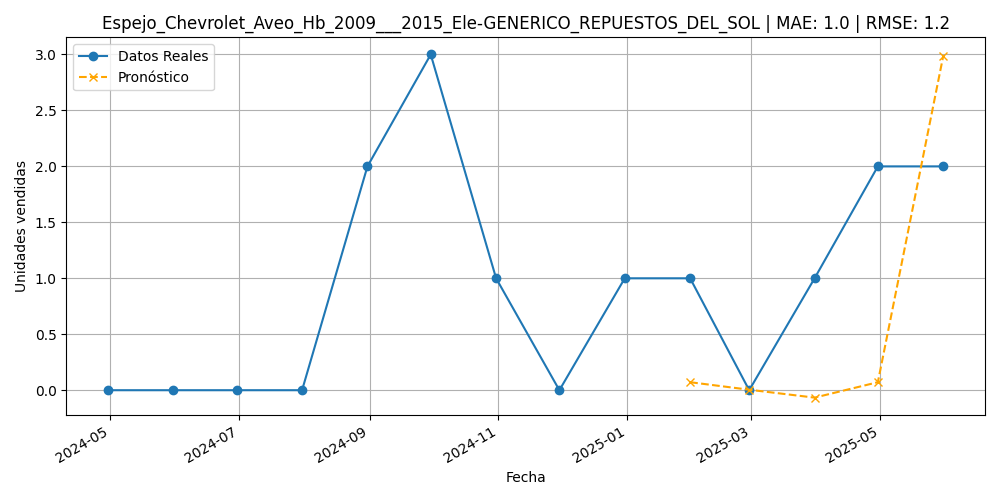 Espejo_Chevrolet_Aveo_Hb_2009___2015_Ele-GENERICO_REPUESTOS_DEL_SOL | MAE: 1.0 | RMSE: 1.2
Datos Reales
Pronóstico
Unidades vendidas
3.0
2.5
2.0
1.5
1.0
0.5
0.0
2024-05
2024-07
2024-09
2024-11
2025-01
2025-03
2025-05
Fecha